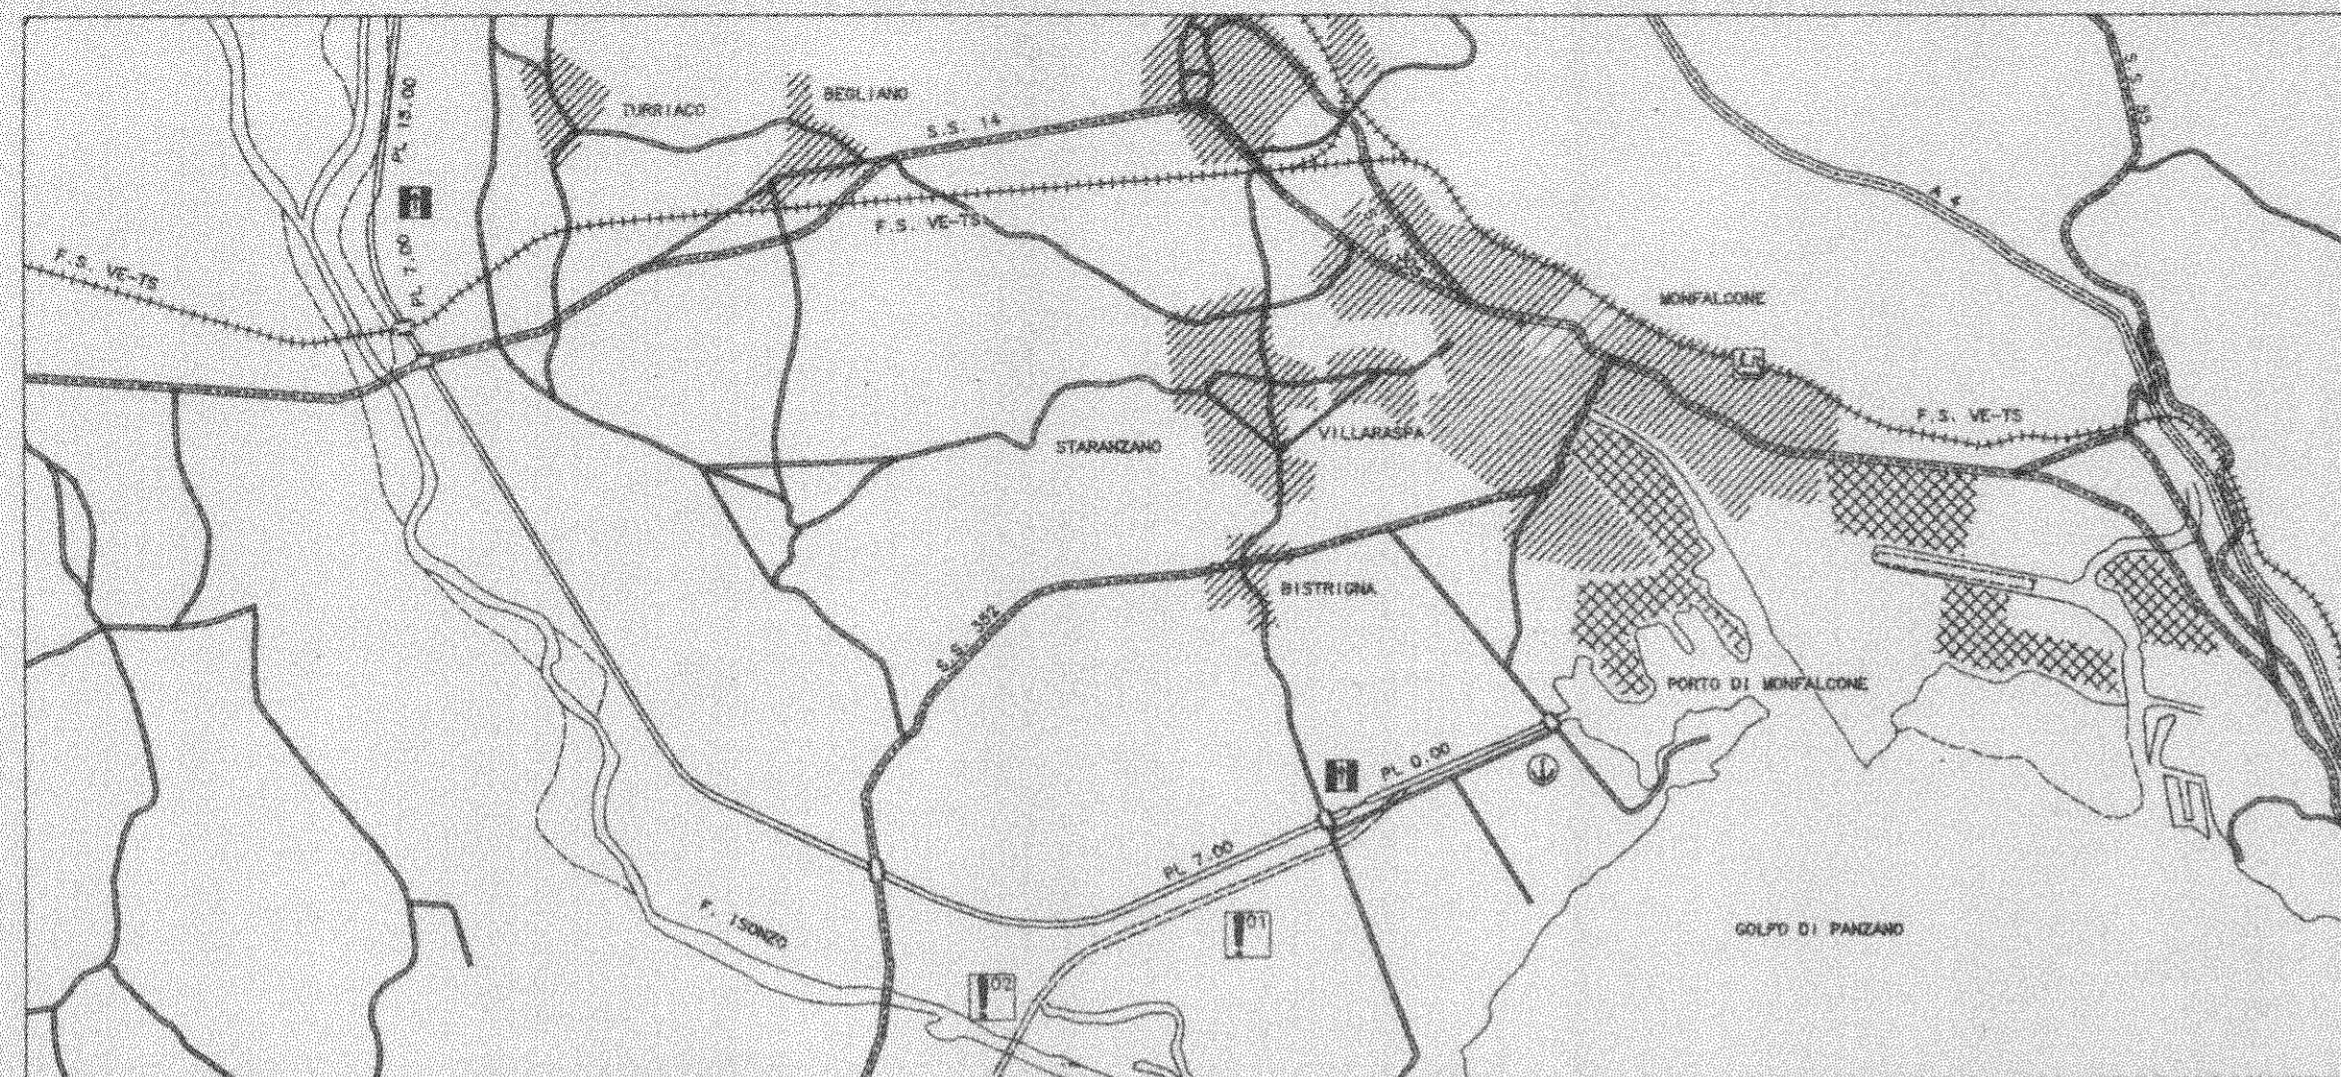 PL 15.00
TURRIACO
BEGLIANO
S.S. 14
S.S. 55
A 4
PL 7.00
F.S. VE-TS
F.S. VE-TS
MONFALCONE
F.S. VE-TS
STARANZANO
VILLARASPA
BISTRIGNA
S.S. 352
PORTO DI MONFALCONE
PL 0.00
PL 7.00
F. ISONZO
01
GOLFO DI PANZANO
02